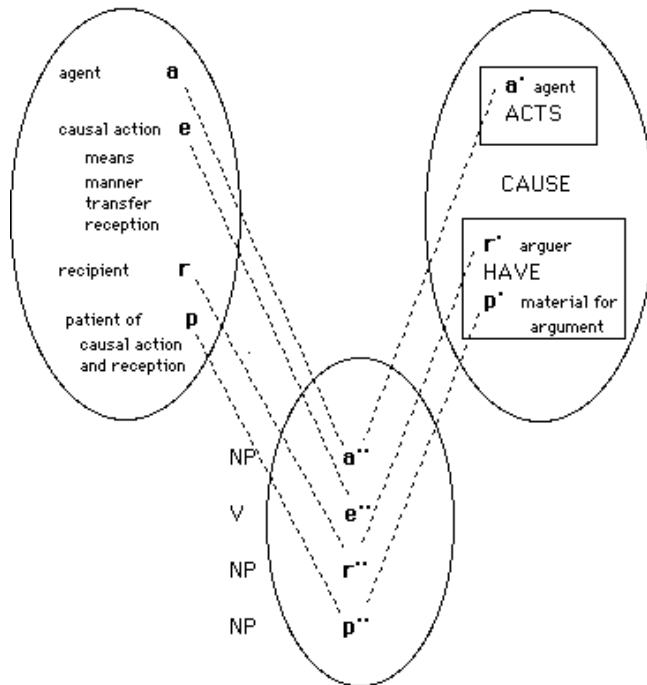 agent a
causal action e
means
manner
transfer
reception
recipient r
patient of p
causal action
and reception
a' agent
ACTS
CAUSE
r' arguer
HAVE
p' material for
argument
NP a''
V e''
NP r''
NP p''